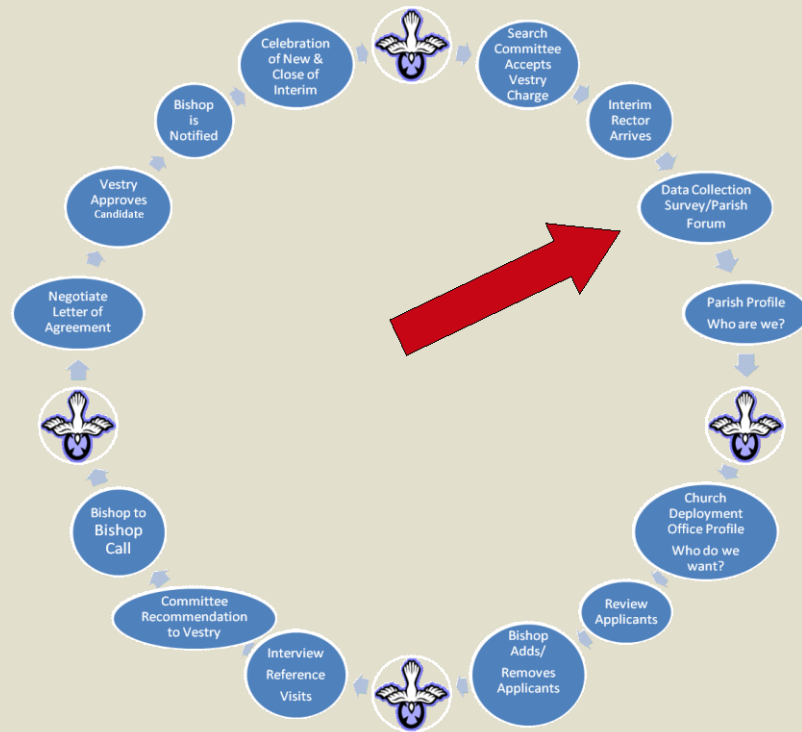 Search
Committee
Accepts
Vestry
Charge
Interim
Rector
Arrives
Data Collection
Survey/Parish
Forum
Parish Profile
Who are we?
Church
Deployment
Office Profile
Who do we
want?
Review
Applicants
Bishop
Adds/
Removes
Applicants
Interview
Reference
Visits
Committee
Recommendation
to Vestry
Bishop to
Bishop
Call
Negotiate
Letter of
Agreement
Vestry
Approves
Candidate
Bishop
is
Notified
Celebration
of New &
Close of
Interim